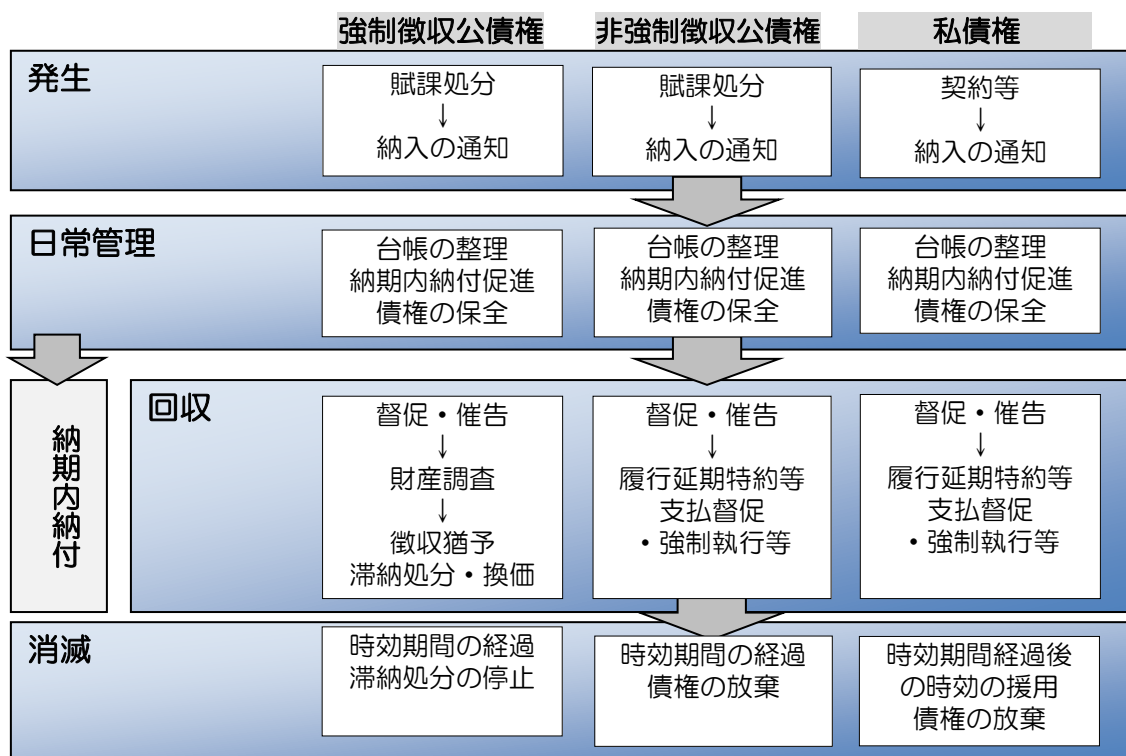 強制徴収公債権
非強制徴収公債権
私債権
発生
賦課処分
↓
納入の通知
賦課処分
↓
納入の通知
契約等
↓
納入の通知
日常管理
台帳の整理
納期内納付促進
債権の保全
台帳の整理
納期内納付促進
債権の保全
台帳の整理
納期内納付促進
債権の保全
納期内納付
回収
督促・催告
↓
財産調査
↓
徴収猶予
滞納処分・換価
督促・催告
↓
履行延期特約等
支払督促
・強制執行等
督促・催告
↓
履行延期特約等
支払督促
・強制執行等
消滅
時効期間の経過
滞納処分の停止
時効期間の経過
債権の放棄
時効期間経過後
の時効の援用
債権の放棄